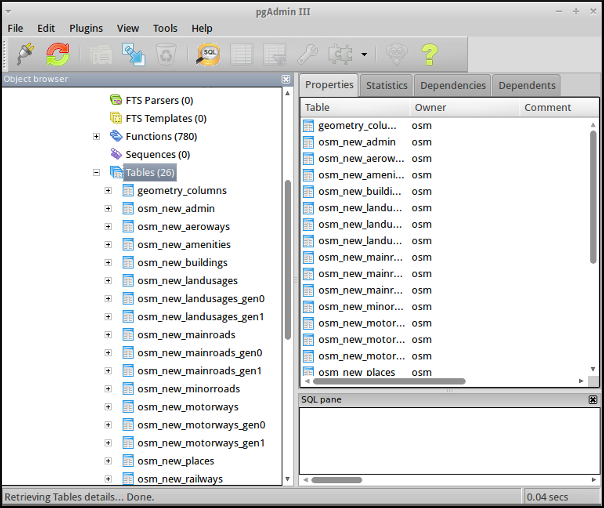 pgAdmin III
File Edit Plugins View Tools Help
SQL
Object browser
FTS Parsers (0)
FTS Templates (0)
Functions (780)
Sequences (0)
Tables (26)
geometry_columns
osm_new_admin
osm_new_aeroways
osm_new_amenities
osm_new_buildings
osm_new_landusages
osm_new_landusages_gen0
osm_new_landusages_gen1
osm_new_mainroads
osm_new_mainroads_gen0
osm_new_mainroads_gen1
osm_new_minorroads
osm_new_motorways
osm_new_motorways_gen0
osm_new_motorways_gen1
osm_new_places
osm_new_railways
Properties Statistics Dependencies Dependents
Table Owner Comment
geometry_colu... osm
osm_new_admin osm
osm_new_aerow... osm
osm_new_ameni... osm
osm_new_buildi... osm
osm_new_landu... osm
osm_new_landu... osm
osm_new_landu... osm
osm_new_mainr... osm
osm_new_mainr... osm
osm_new_mainr... osm
osm_new_minor... osm
osm_new_motor... osm
osm_new_motor... osm
osm_new_motor... osm
osm_new_places osm
SQL pane
Retrieving Tables details... Done.
0.04 secs